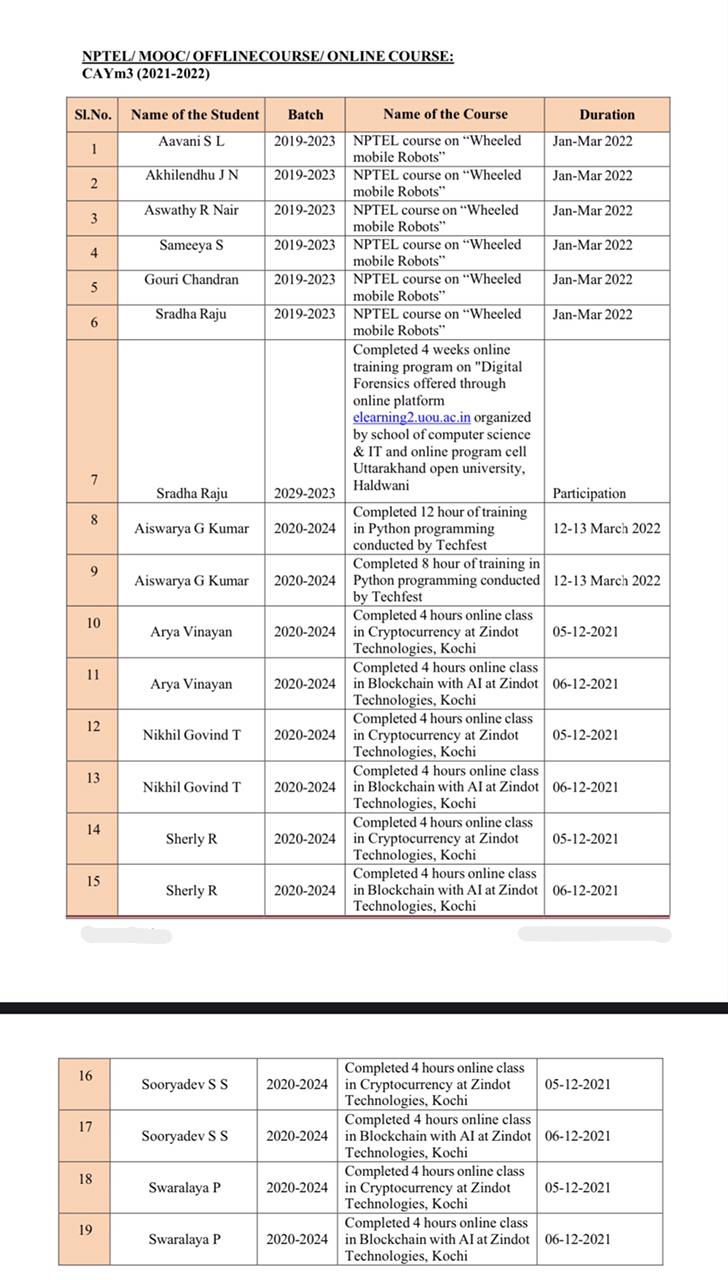 NPTEL/ MOOC/ OFFLINECOURSE/ ONLINE COURSE:
CAYm3 (2021-2022)
Sl.No. Name of the Student Batch Name of the Course Duration
1 Aavani S L 2019-2023 NPTEL course on “Wheeled Jan-Mar 2022
mobile Robots”
2 Akhilendhu J N 2019-2023 NPTEL course on “Wheeled Jan-Mar 2022
mobile Robots”
3 Aswathy R Nair 2019-2023 NPTEL course on “Wheeled Jan-Mar 2022
mobile Robots”
4 Sameeya S 2019-2023 NPTEL course on “Wheeled Jan-Mar 2022
mobile Robots”
5 Gouri Chandran 2019-2023 NPTEL course on “Wheeled Jan-Mar 2022
mobile Robots”
6 Sradha Raju 2019-2023 NPTEL course on “Wheeled Jan-Mar 2022
mobile Robots”
Completed 4 weeks online
training program on "Digital
Forensics offered through
online platform
elearning2.uou.ac.in organized
by school of computer science
& IT and online program cell
Uttarakhand open university,
7 Sradha Raju 2029-2023 Haldwani Participation
Completed 12 hour of training
8 Aiswarya G Kumar 2020-2024 in Python programming 12-13 March 2022
conducted by Techfest
Completed 8 hour of training in
9 Aiswarya G Kumar 2020-2024 Python programming conducted 12-13 March 2022
by Techfest
Completed 4 hours online class
10 Arya Vinayan 2020-2024 in Cryptocurrency at Zindot 05-12-2021
Technologies, Kochi
Completed 4 hours online class
11 Arya Vinayan 2020-2024 in Blockchain with AI at Zindot 06-12-2021
Technologies, Kochi
Completed 4 hours online class
12 Nikhil Govind T 2020-2024 in Cryptocurrency at Zindot 05-12-2021
Technologies, Kochi
Completed 4 hours online class
13 Nikhil Govind T 2020-2024 in Blockchain with AI at Zindot 06-12-2021
Technologies, Kochi
Completed 4 hours online class
14 Sherly R 2020-2024 in Cryptocurrency at Zindot 05-12-2021
Technologies, Kochi
Completed 4 hours online class
15 Sherly R 2020-2024 in Blockchain with AI at Zindot 06-12-2021
Technologies, Kochi
Completed 4 hours online class
16 Sooryadev S S 2020-2024 in Cryptocurrency at Zindot 05-12-2021
Technologies, Kochi
Completed 4 hours online class
17 Sooryadev S S 2020-2024 in Blockchain with AI at Zindot 06-12-2021
Technologies, Kochi
Completed 4 hours online class
18 Swaralaya P 2020-2024 in Cryptocurrency at Zindot 05-12-2021
Technologies, Kochi
Completed 4 hours online class
19 Swaralaya P 2020-2024 in Blockchain with AI at Zindot 06-12-2021
Technologies, Kochi